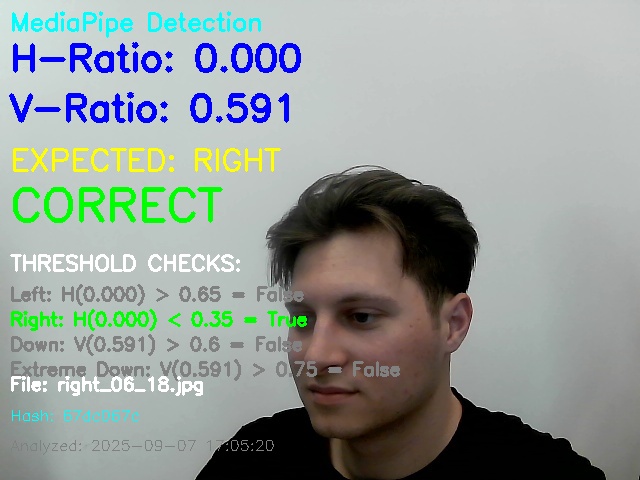 MediaPipe Detection
H-Ratio: 0.000
V-Ratio: 0.591
EXPECTED: RIGHT
CORRECT
THRESHOLD CHECKS:
Left: H(0.000) > 0.65 = False
Right: H(0.000) < 0.35 = True
Down: V(0.591) > 0.6 = False
Extreme Down: V(0.591) > 0.75 = False
File: right_06_18.jpg
Hash:
Analyzed: 2025-09-07 17:05:20